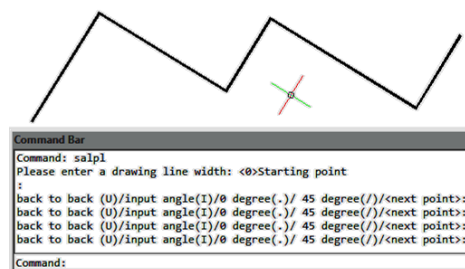 Command Bar
Command: salpl
Please enter a drawing line width: <0>Starting point
:
back to back (U)/input angle(I)/0 degree(.)/ 45 degree(/)/<next point>:
back to back (U)/input angle(I)/0 degree(.)/ 45 degree(/)/<next point>:
back to back (U)/input angle(I)/0 degree(.)/ 45 degree(/)/<next point>:
back to back (U)/input angle(I)/0 degree(.)/ 45 degree(/)/<next point>:
Command: